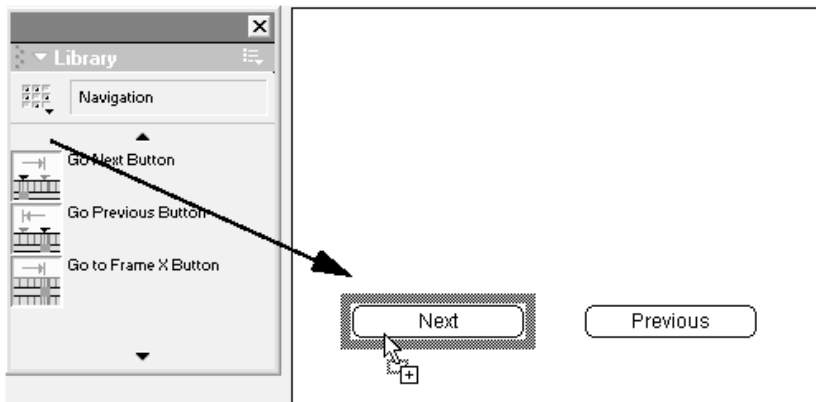 Library
Navigation
Go Next Button
Go Previous Button
Go to Frame X Button
Next
Previous